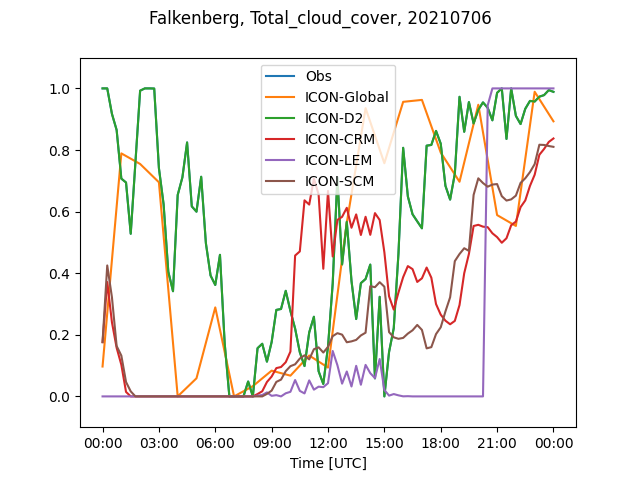 Falkenberg, Total_cloud_cover, 20210706
Obs
ICON-Global
ICON-D2
ICON-CRM
ICON-LEM
ICON-SCM
1.0
0.8
0.6
0.4
0.2
0.0
00:00 03:00 06:00 09:00 12:00 15:00 18:00 21:00 00:00
Time [UTC]